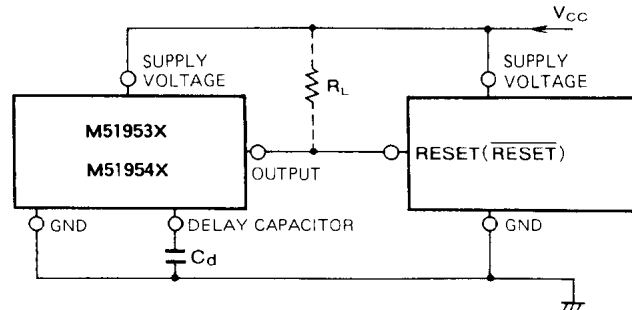 VCC
SUPPLY
VOLTAGE
SUPPLY
VOLTAGE
RL
M51953X
M51954X
OUTPUT
RESET(RESET)
GND
DELAY CAPACITOR
GND
Cd